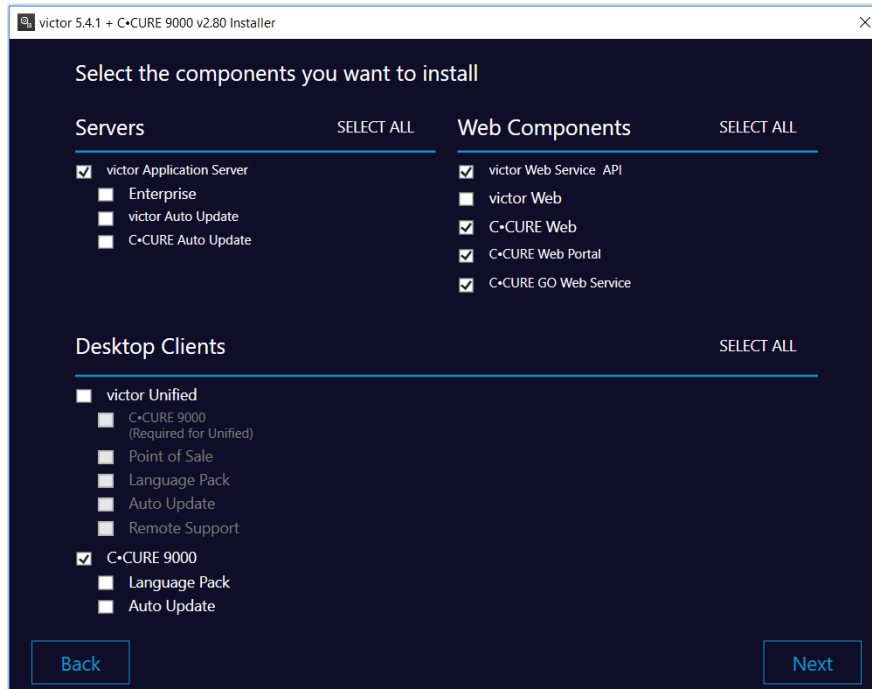 victor 5.4.1 + C•CURE 9000 v2.80 Installer
Select the components you want to install
Servers
SELECT ALL
victor Application Server
Enterprise
victor Auto Update
C•CURE Auto Update
Web Components
SELECT ALL
victor Web Service API
victor Web
C•CURE Web
C•CURE Web Portal
C•CURE GO Web Service
Desktop Clients
SELECT ALL
victor Unified
C•CURE 9000
(Required for Unified)
Point of Sale
Language Pack
Auto Update
Remote Support
C•CURE 9000
Language Pack
Auto Update
Back
Next